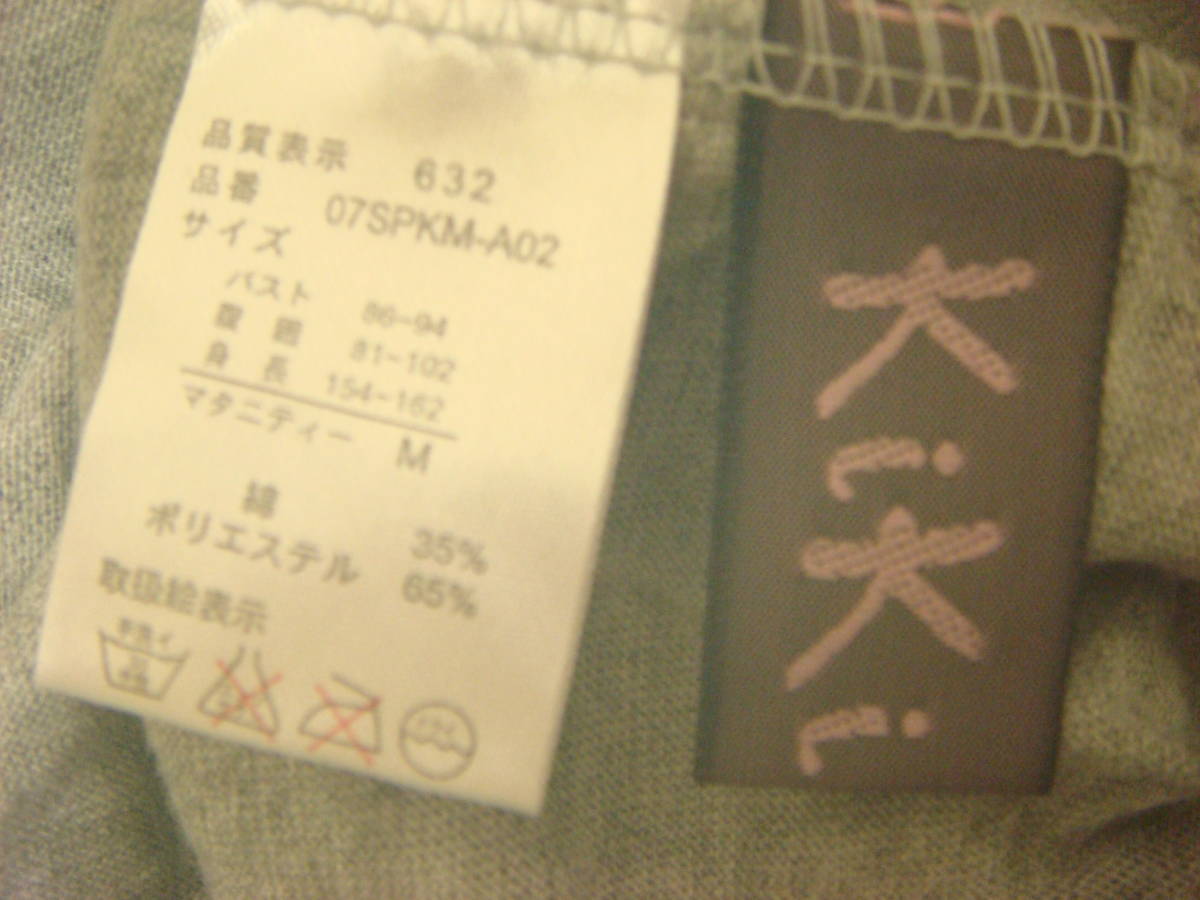 品質表示 632
品番 07SPKM-A02
サイズ
バスト 86-94
腹囲 81-102
身長 154-162
マタニティー M
綿 35%
ポリエステル 65%
取扱絵表示
手洗イ
KiKi